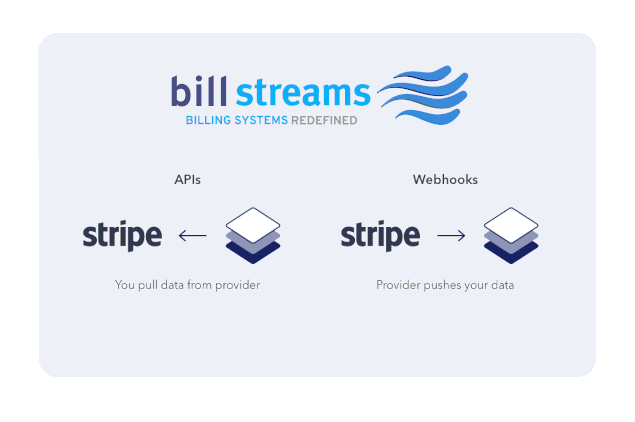 bill streams
BILLING SYSTEMS REDEFINED
APIs
Webhooks
stripe
stripe
You pull data from provider
Provider pushes your data